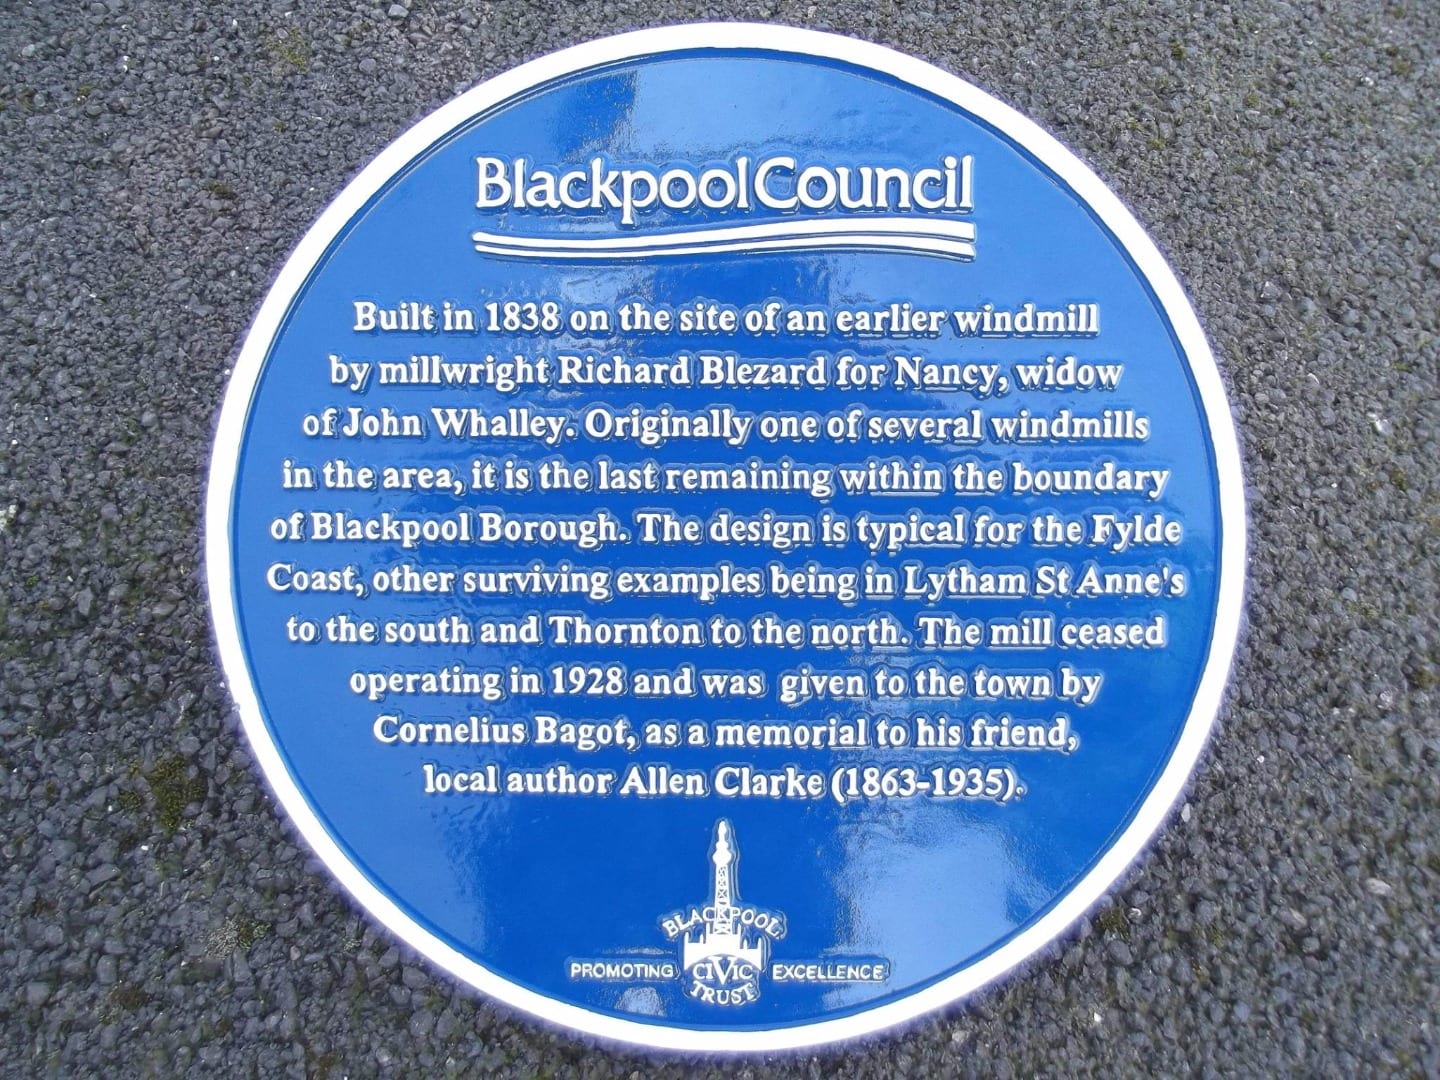 Blackpool Council
Built in 1838 on the site of an earlier windmill
by millwright Richard Blezard for Nancy, widow
of John Whalley. Originally one of several windmills
in the area, it is the last remaining within the boundary
of Blackpool Borough. The design is typical for the Fylde
Coast, other surviving examples being in Lytham St Anne's
to the south and Thornton to the north. The mill ceased
operating in 1928 and was given to the town by
Cornelius Bagot, as a memorial to his friend,
local author Allen Clarke (1863-1935).
BLACKPOOL
PROMOTING CIVIC EXCELLENCE
TRUST